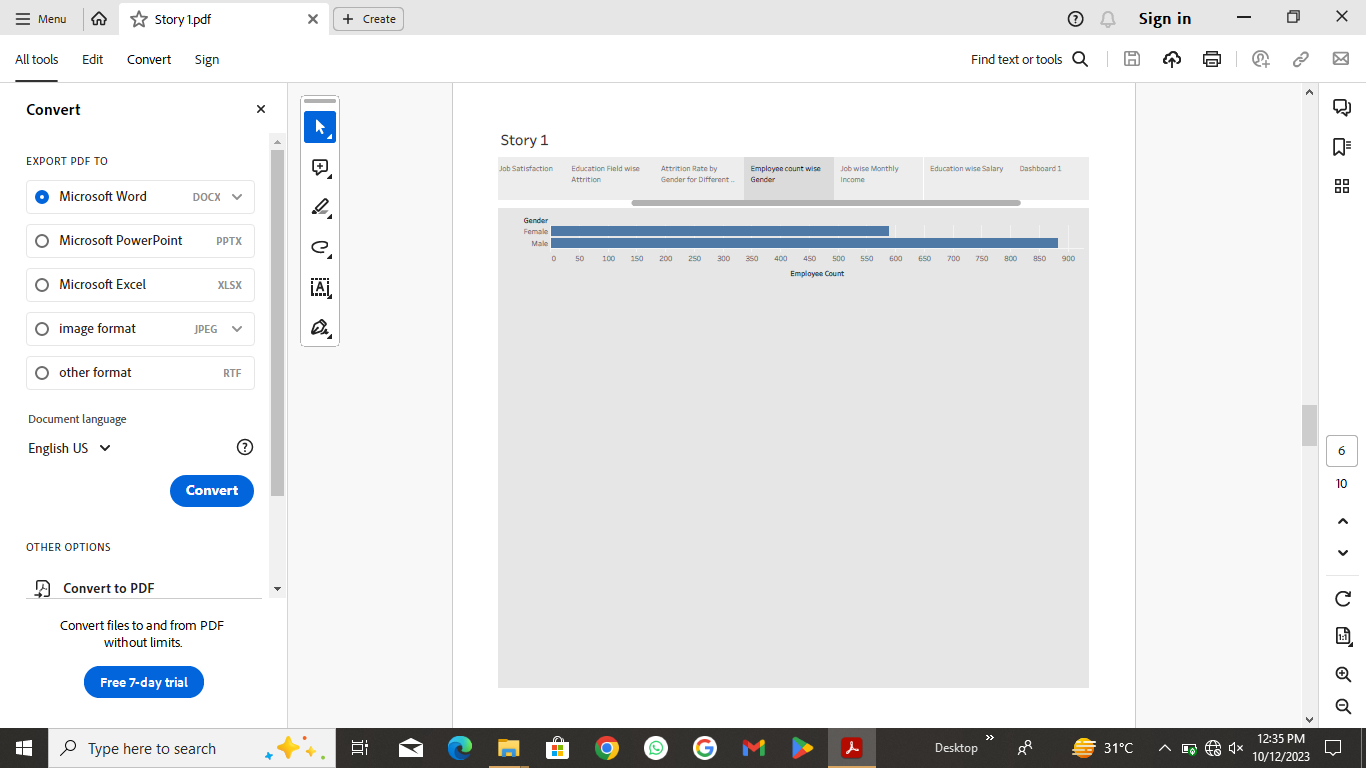 Menu
Story 1.pdf
Create
Sign in
All tools
Edit
Convert
Sign
Find text or tools
Convert
EXPORT PDF TO
Microsoft Word DOCX
Microsoft PowerPoint PPTX
Microsoft Excel XLSX
image format JPEG
other format RTF
Document language
English US
Convert
OTHER OPTIONS
Convert to PDF
Convert files to and from PDF
without limits.
Free 7-day trial
Story 1
Job Satisfaction
Education Field wise
Attrition
Attrition Rate by
Gender for Different ..
Employee count wise
Gender
Job wise Monthly
Income
Education wise Salary
Dashboard 1
Gender
Female
Male
0 50 100 150 200 250 300 350 400 450 500 550 600 650 700 750 800 850 900
Employee Count
6
10
1:1
Type here to search
Desktop
31°C
12:35 PM
10/12/2023